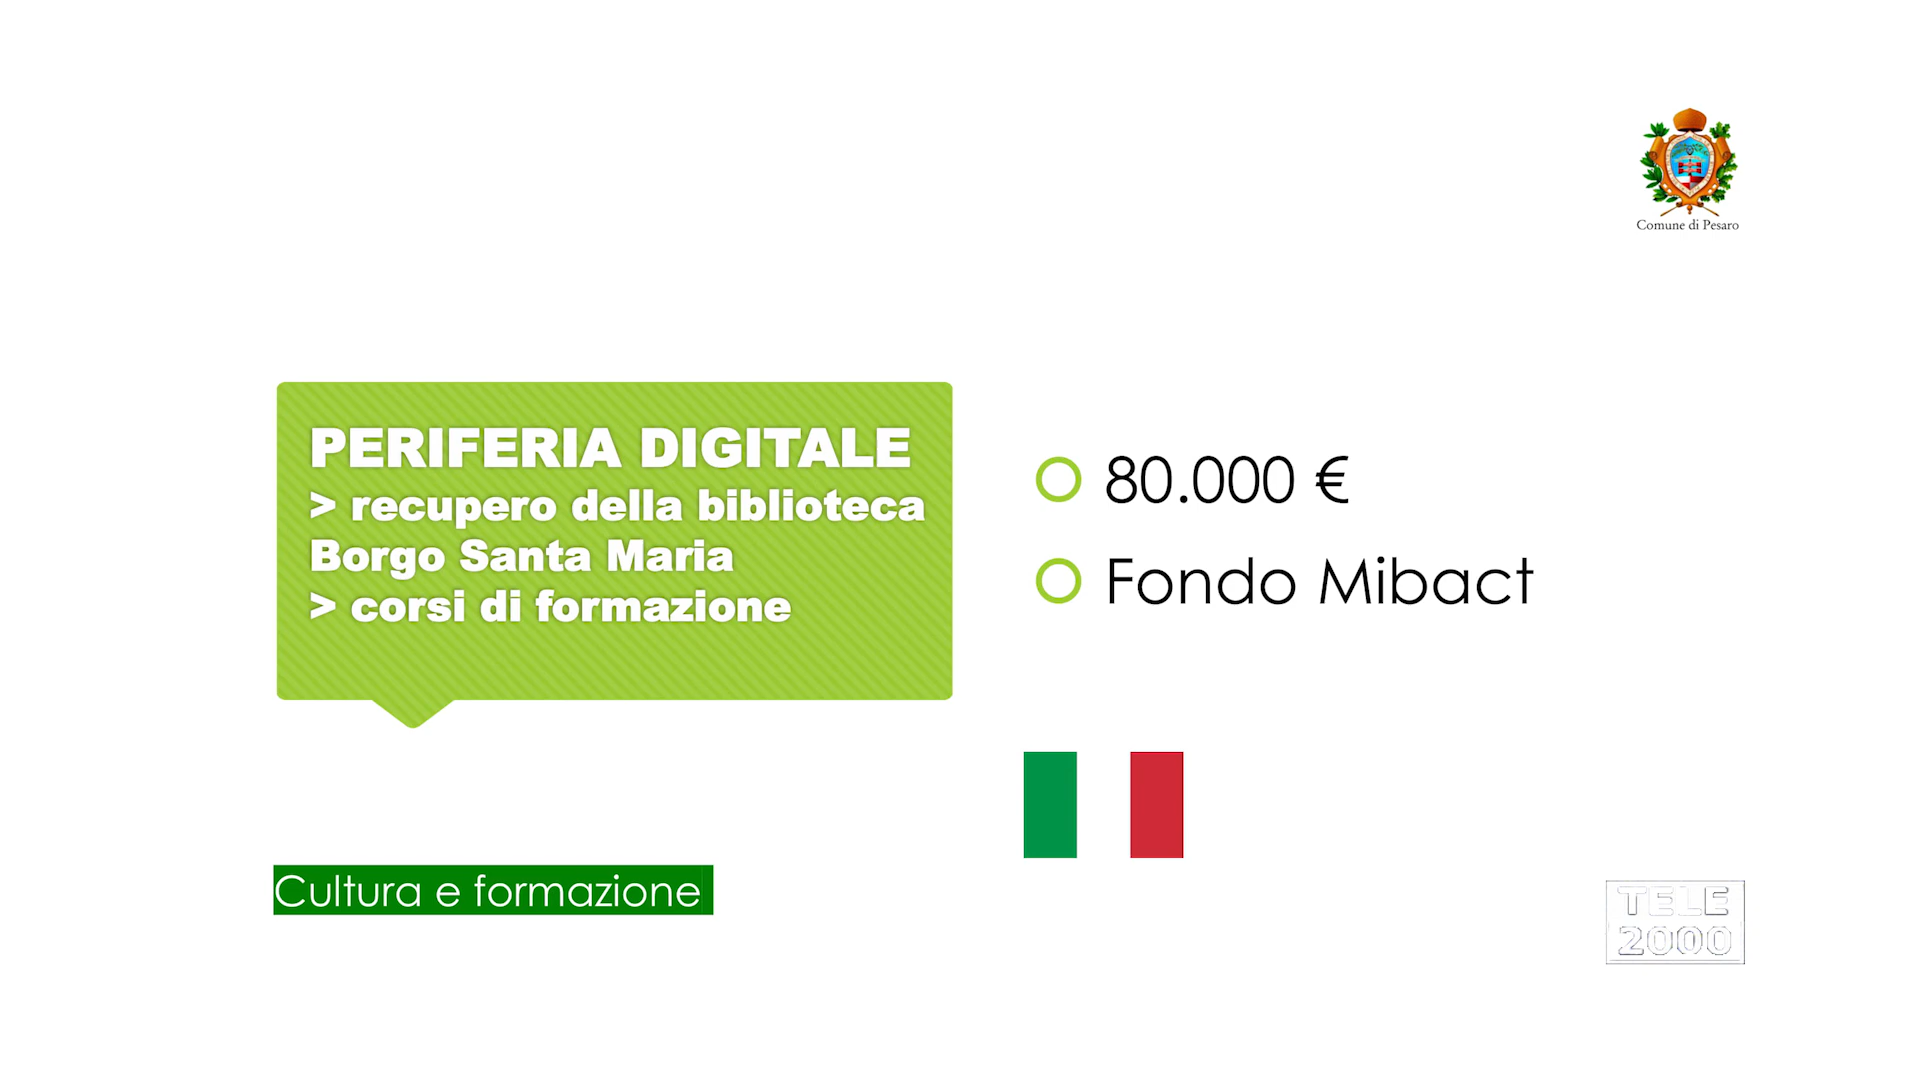 Comune di Pesaro
PERIFERIA DIGITALE
> recupero della biblioteca
Borgo Santa Maria
> corsi di formazione
80.000 €
Fondo Mibact
Cultura e formazione
TELE
2000